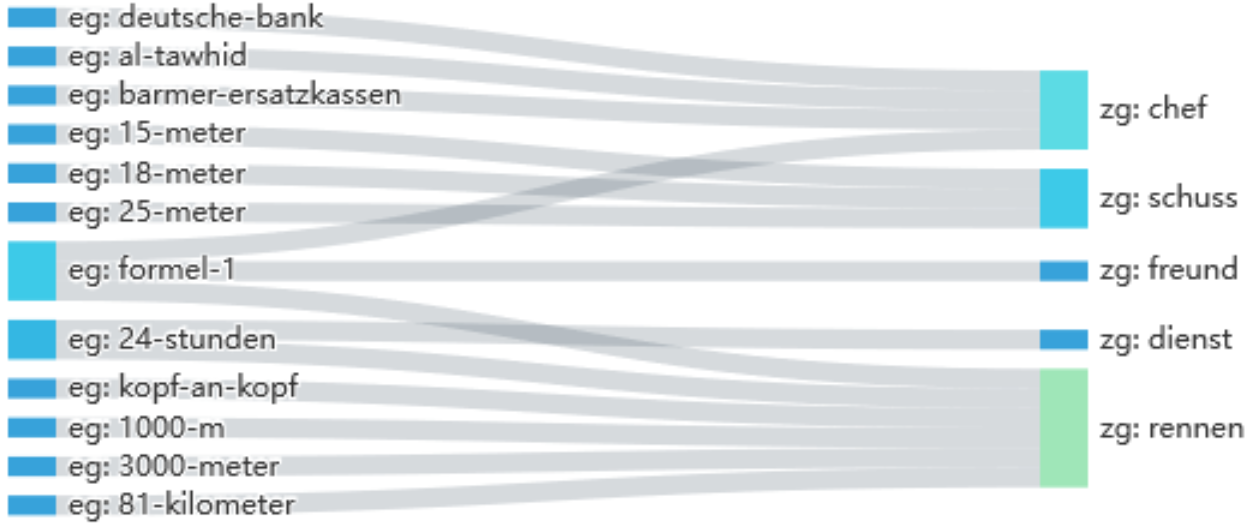 eg: deutsche-bank
eg: al-tawhid
eg: barmer-ersatzkassen
eg: 15-meter
eg: 18-meter
eg: 25-meter
eg: formel-1
eg: 24-stunden
eg: kopf-an-kopf
eg: 1000-m
eg: 3000-meter
eg: 81-kilometer
zg: chef
zg: schuss
zg: freund
zg: dienst
zg: rennen